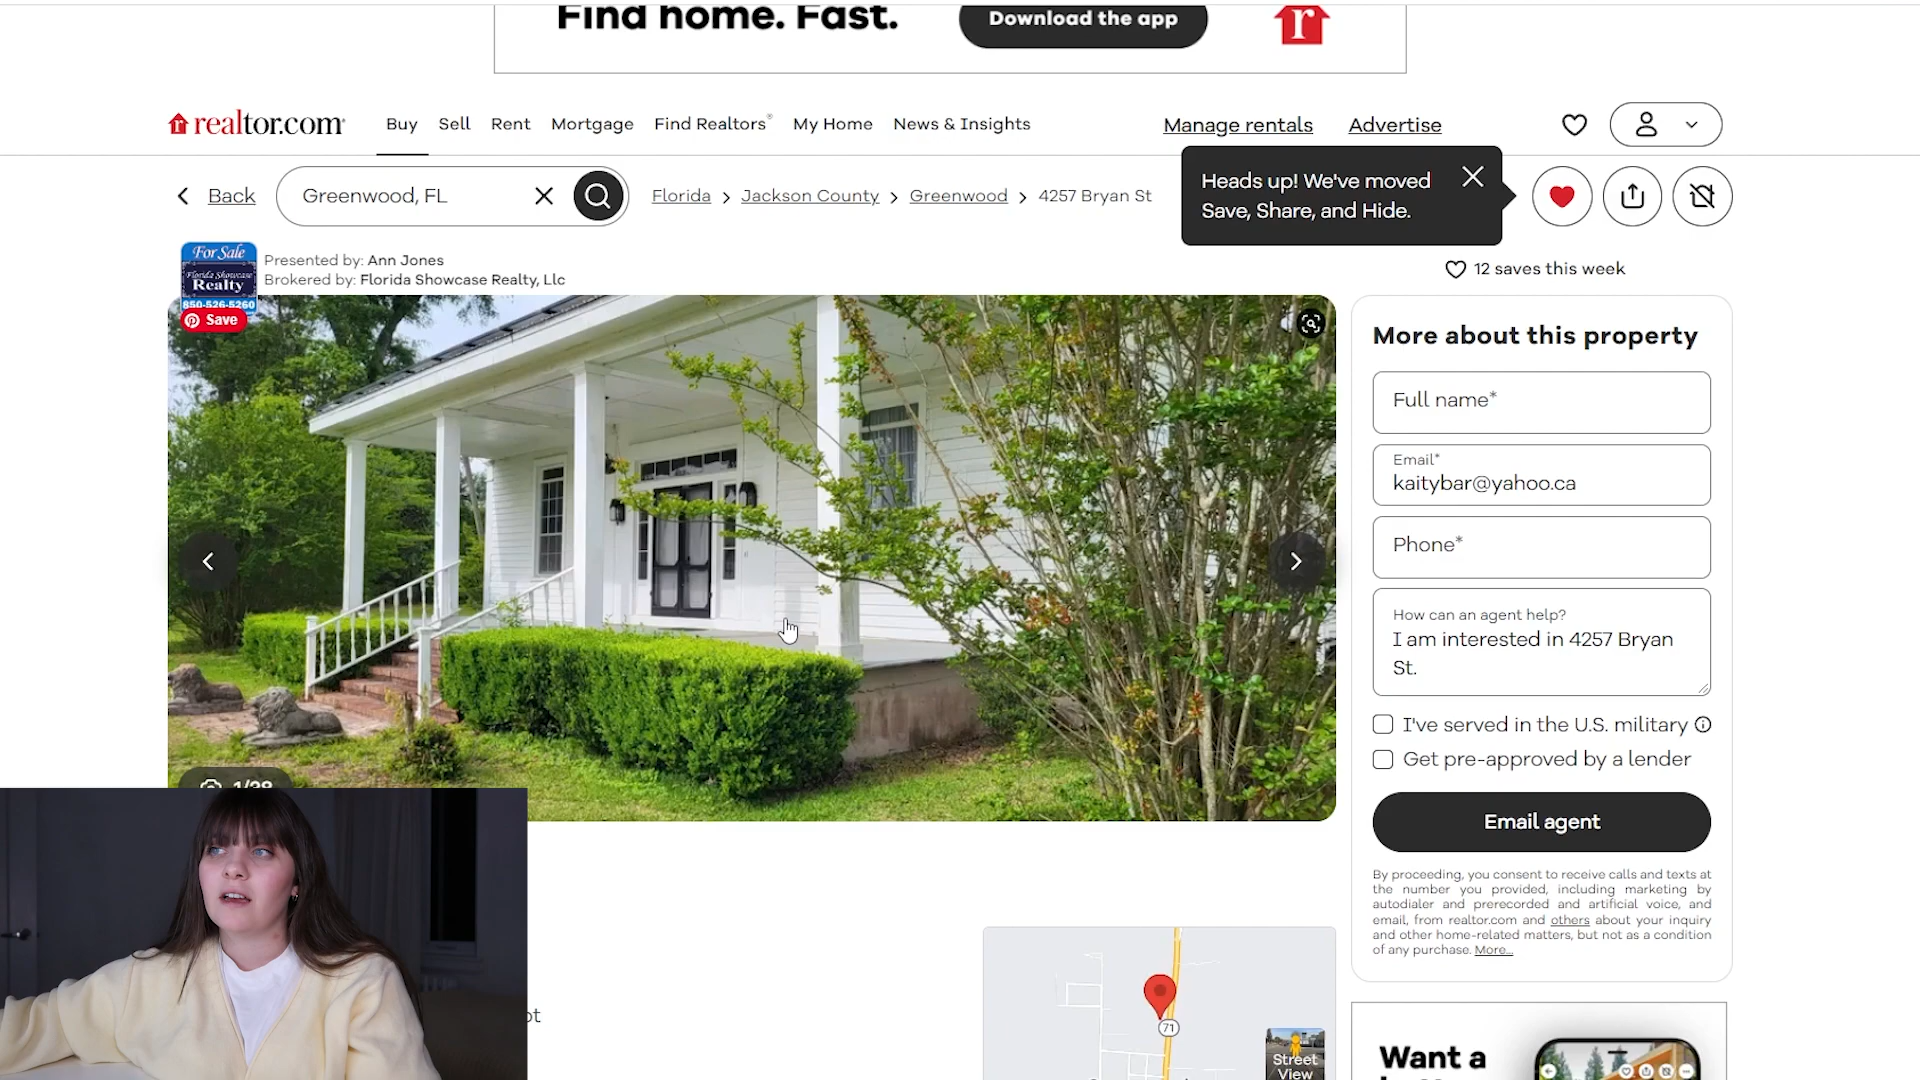 Find home. Fast.
Download the app
r
realtor.com
Buy
Sell
Rent
Mortgage
Find Realtors®
My Home
News & Insights
Manage rentals
Advertise
Back
Greenwood, FL
Florida > Jackson County > Greenwood > 4257 Bryan St
Heads up! We've moved
Save, Share, and Hide.
For Sale
Florida Showcase
Realty
850-526-5260
Presented by: Ann Jones
Brokered by: Florida Showcase Realty, Llc
12 saves this week
Save
1/38
More about this property
Full name*
Email*
kaitybar@yahoo.ca
Phone*
How can an agent help?
I am interested in 4257 Bryan
St.
I've served in the U.S. military
Get pre-approved by a lender
Email agent
By proceeding, you consent to receive calls and texts at
the number you provided, including marketing by
autodialer and prerecorded and artificial voice, and
email, from realtor.com and others about your inquiry
and other home-related matters, but not as a condition
of any purchase. More...
ot
71
Street
View
Want a